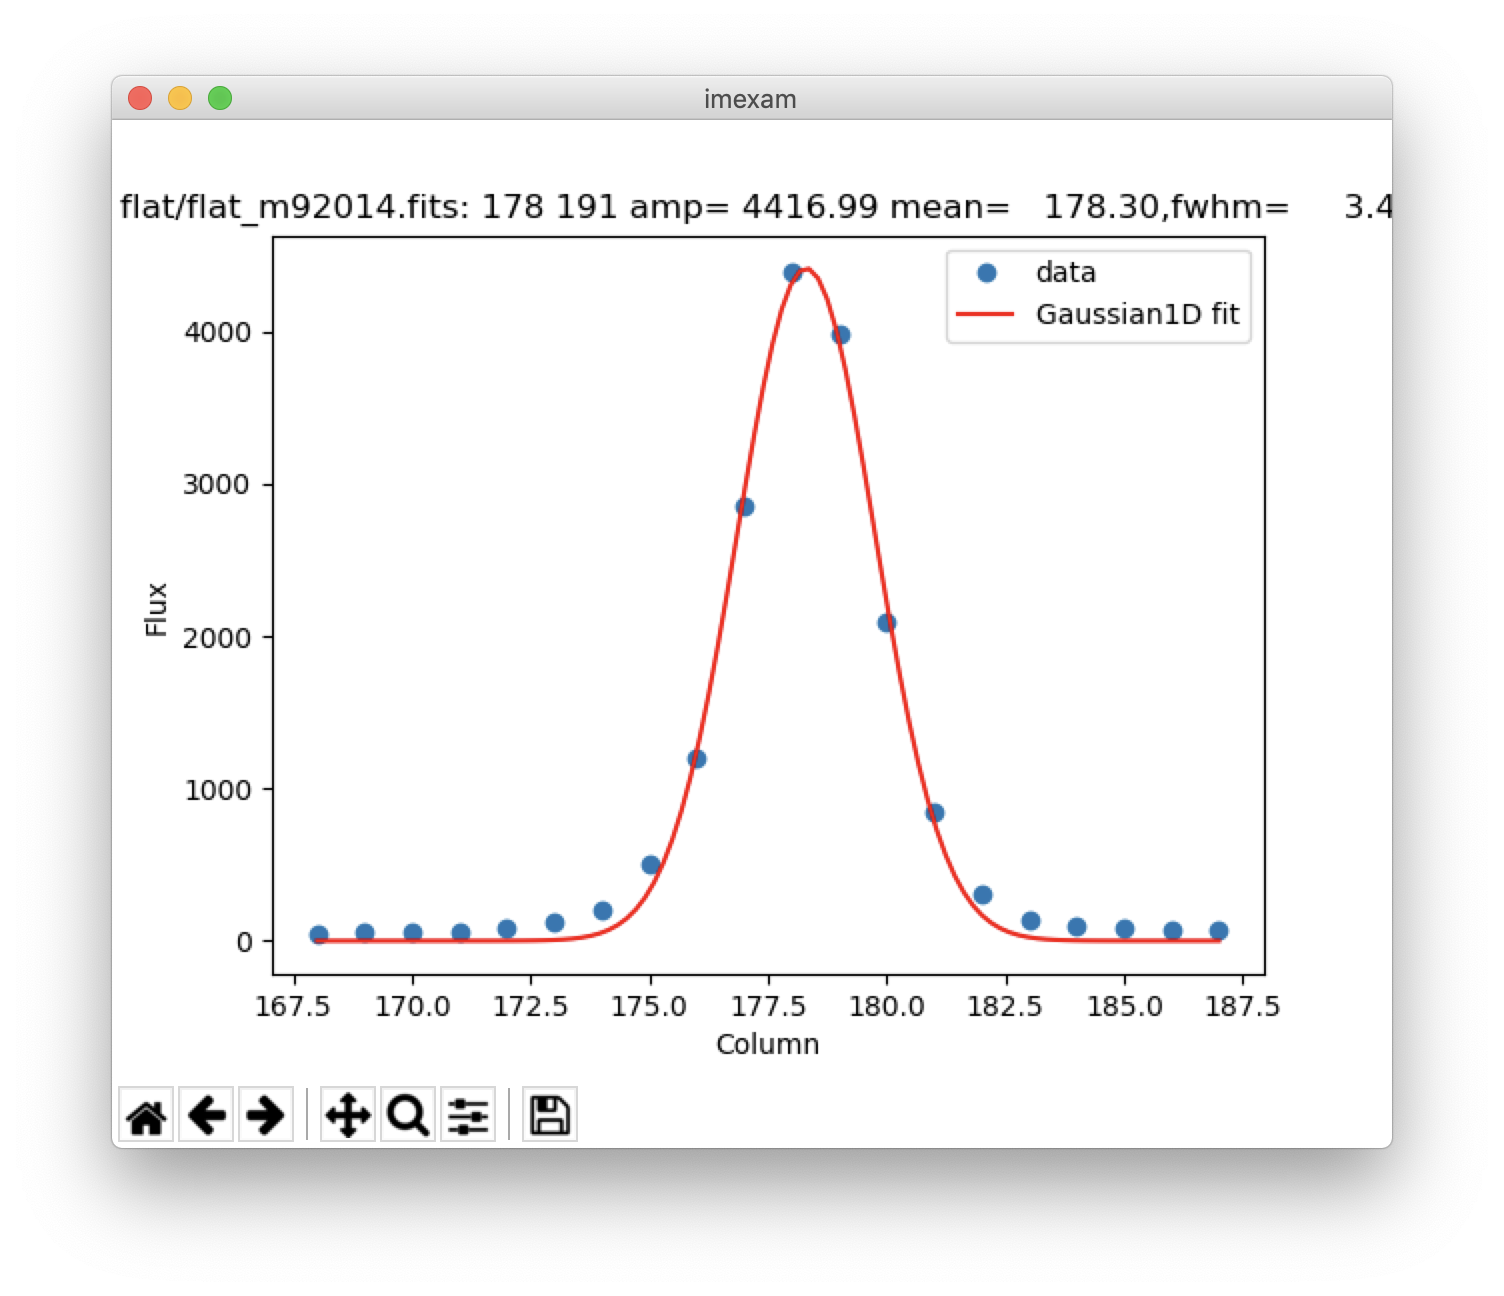 imexam
flat/flat_m92014.fits: 178 191 amp= 4416.99 mean=   178.30,fwhm=      3.4
data
Gaussian1D fit
4000
3000
2000
1000
0
Flux
167.5 170.0 172.5 175.0 177.5 180.0 182.5 185.0 187.5
Column